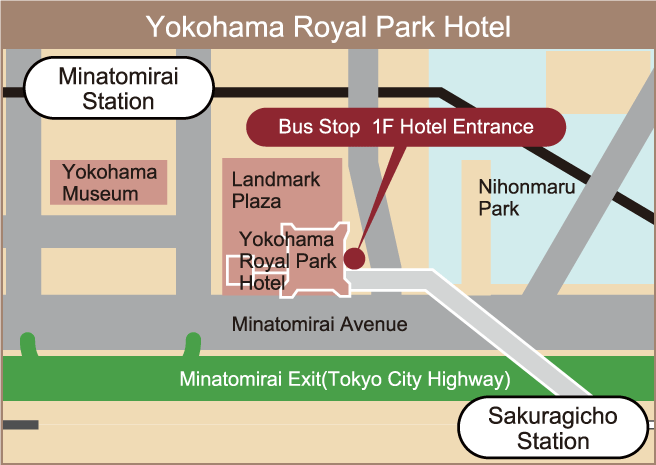 Yokohama Royal Park Hotel
Minatomirai
Station
Bus Stop 1F Hotel Entrance
Yokohama
Museum
Landmark
Plaza
Nihonmaru
Park
Yokohama
Royal Park
Hotel
Minatomirai Avenue
Minatomirai Exit(Tokyo City Highway)
Sakuragicho
Station